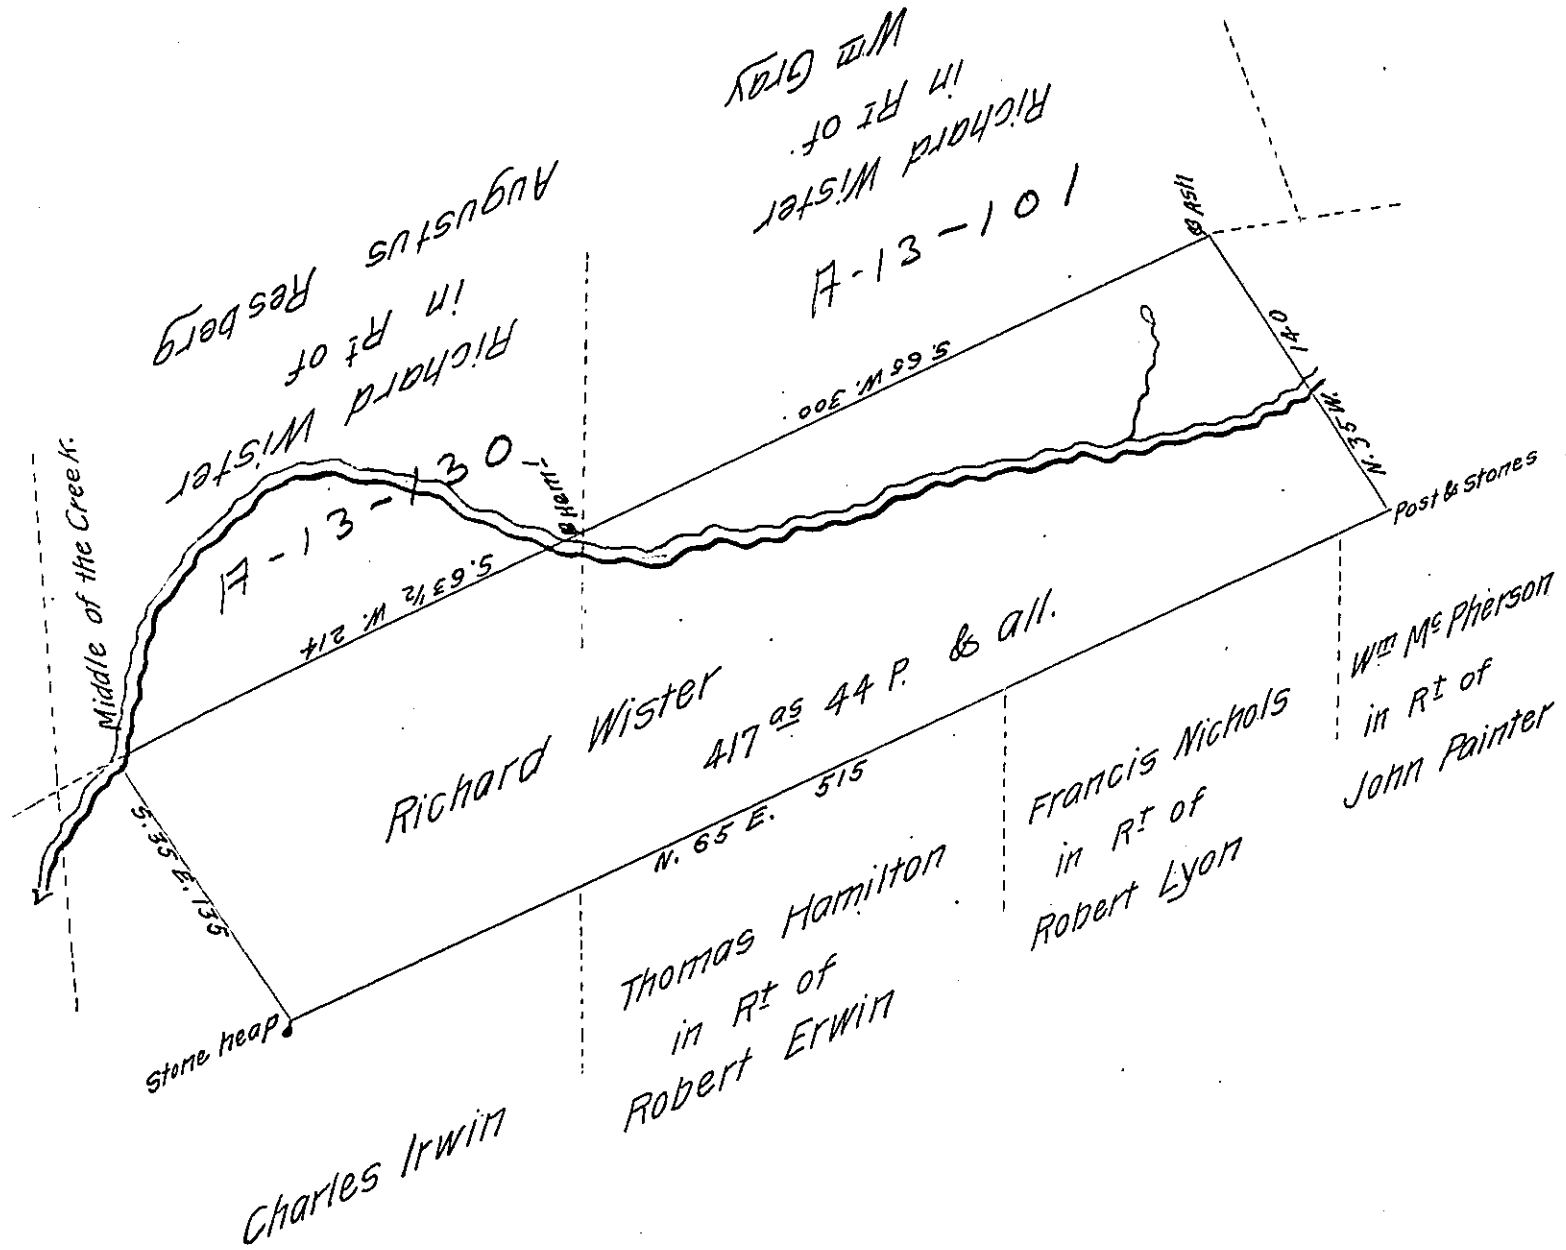 Wm Gray
in Rt of
Richard Wister
A-13-101
Augustus Resberg
in Rt of
Richard Wister
A-13-130
Ash
Hem-
Middle of the Creek.
S. 65 W. 300
140
N. 35 W.
S. 63 1/2 W. 214
Post & Stones
S. 35 E. 135
Richard Wister
417 as 44 P. & all.
N. 65 E. 515
Stone heap
Charles Irwin
Thomas Hamilton
in Rt of
Robert Erwin
Francis Nichols
in Rt of
Robert Lyon
Wm McPherson
in Rt of
John Painter